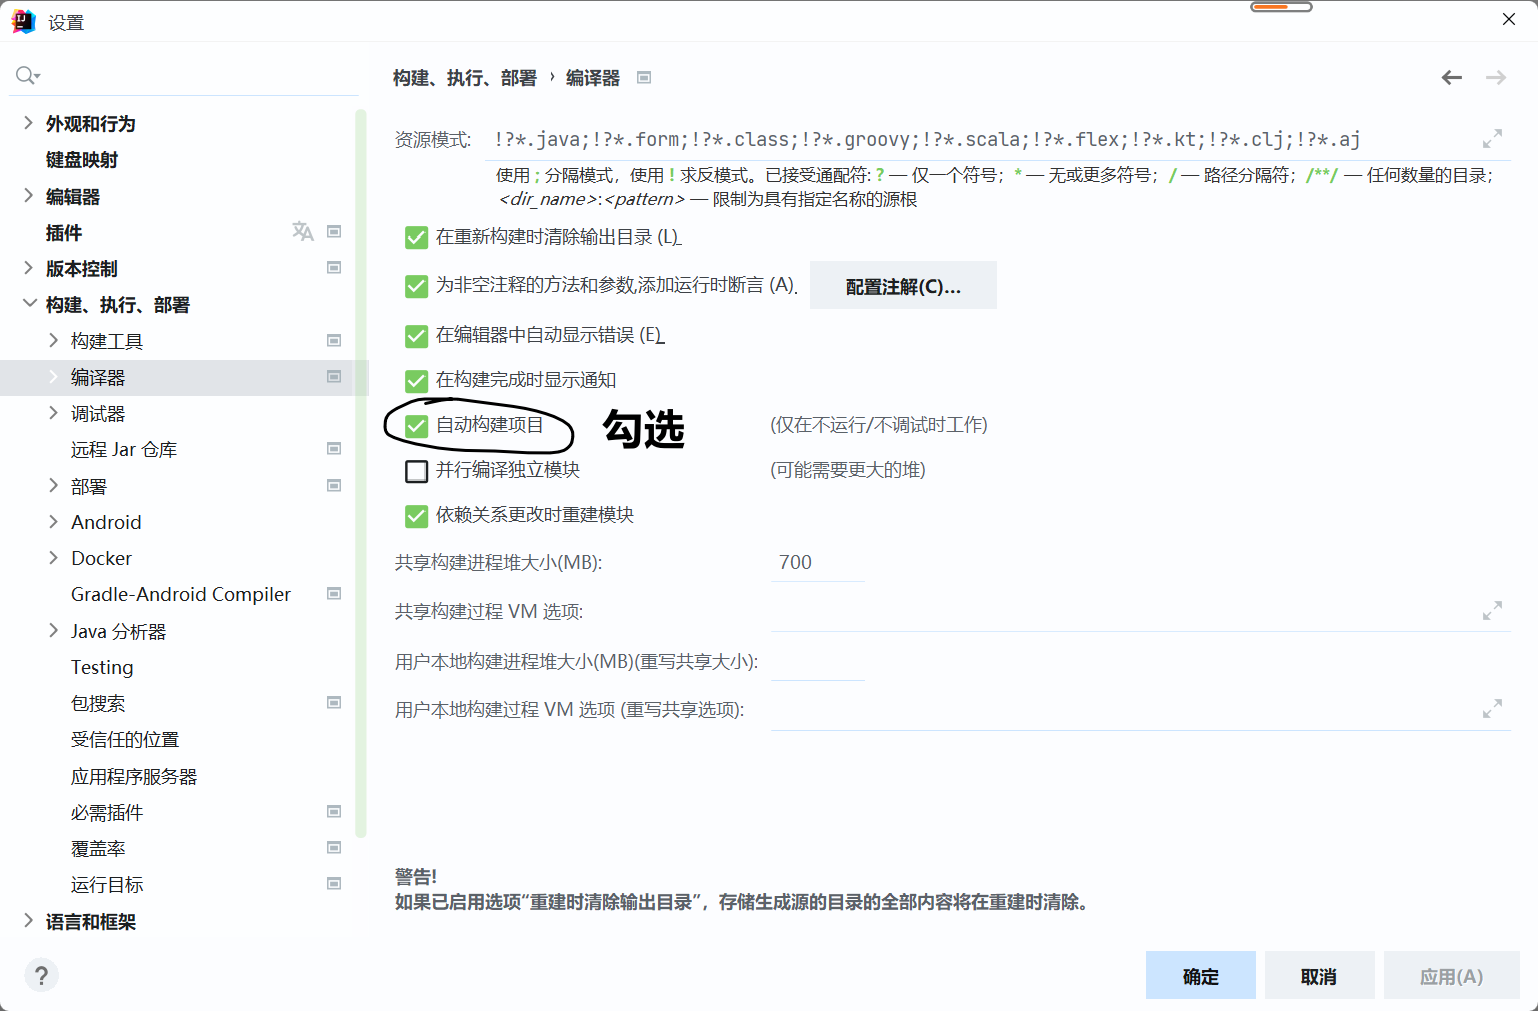 设置
构建、执行、部署 › 编译器
外观和行为
键盘映射
编辑器
插件
版本控制
构建、执行、部署
构建工具
编译器
调试器
远程 Jar 仓库
部署
Android
Docker
Gradle-Android Compiler
Java 分析器
Testing
包搜索
受信任的位置
应用程序服务器
必需插件
覆盖率
运行目标
语言和框架
?
资源模式: !?*.java;!?*.form;!?*.class;!?*.groovy;!?*.scala;!?*.flex;!?*.kt;!?*.clj;!?*.aj
使用 ; 分隔模式，使用 ! 求反模式。已接受通配符: ? — 仅一个符号；* — 无或更多符号；/ — 路径分隔符；/**/ — 任何数量的目录；
<dir_name>:<pattern> — 限制为具有指定名称的源根
在重新构建时清除输出目录 (L)
为非空注释的方法和参数,添加运行时断言 (A). 配置注解(C)...
在编辑器中自动显示错误 (E)
在构建完成时显示通知
自动构建项目 勾选 (仅在不运行/不调试时工作)
并行编译独立模块 (可能需要更大的堆)
依赖关系更改时重建模块
共享构建进程堆大小(MB): 700
共享构建过程 VM 选项:
用户本地构建进程堆大小(MB)(重写共享大小):
用户本地构建过程 VM 选项 (重写共享选项):
警告!
如果已启用选项“重建时清除输出目录”，存储生成源的目录的全部内容将在重建时清除。
确定 取消 应用(A)